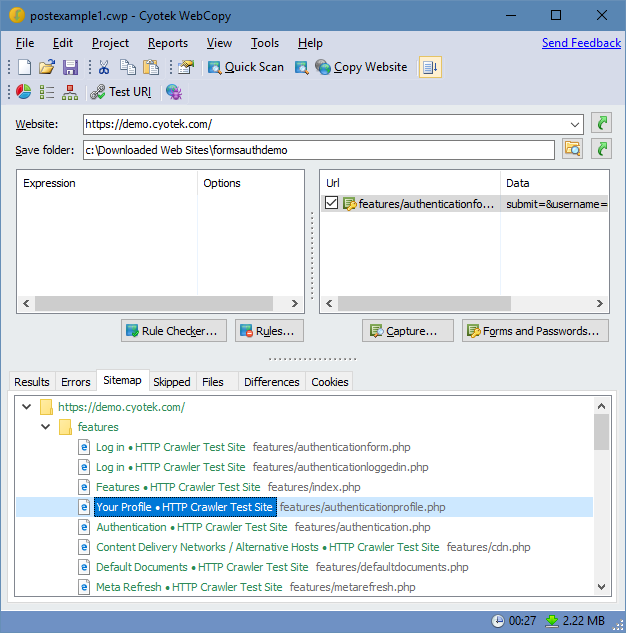 postexample1.cwp - Cyotek WebCopy
File Edit Project Reports View Tools Help Send Feedback
Quick Scan Copy Website
Test URI
Website: https://demo.cyotek.com/
Save folder: c:\Downloaded Web Sites\formsauthdemo
Expression Options Url Data
features/authenticationfo... submit=&username=
Rule Checker... Rules... Capture... Forms and Passwords...
Results Errors Sitemap Skipped Files Differences Cookies
https://demo.cyotek.com/
features
Log in • HTTP Crawler Test Site features/authenticationform.php
Log in • HTTP Crawler Test Site features/authenticationloggedin.php
Features • HTTP Crawler Test Site features/index.php
Your Profile • HTTP Crawler Test Site features/authenticationprofile.php
Authentication • HTTP Crawler Test Site features/authentication.php
Content Delivery Networks / Alternative Hosts • HTTP Crawler Test Site features/cdn.php
Default Documents • HTTP Crawler Test Site features/defaultdocuments.php
Meta Refresh • HTTP Crawler Test Site features/metarefresh.php
00:27 2.22 MB